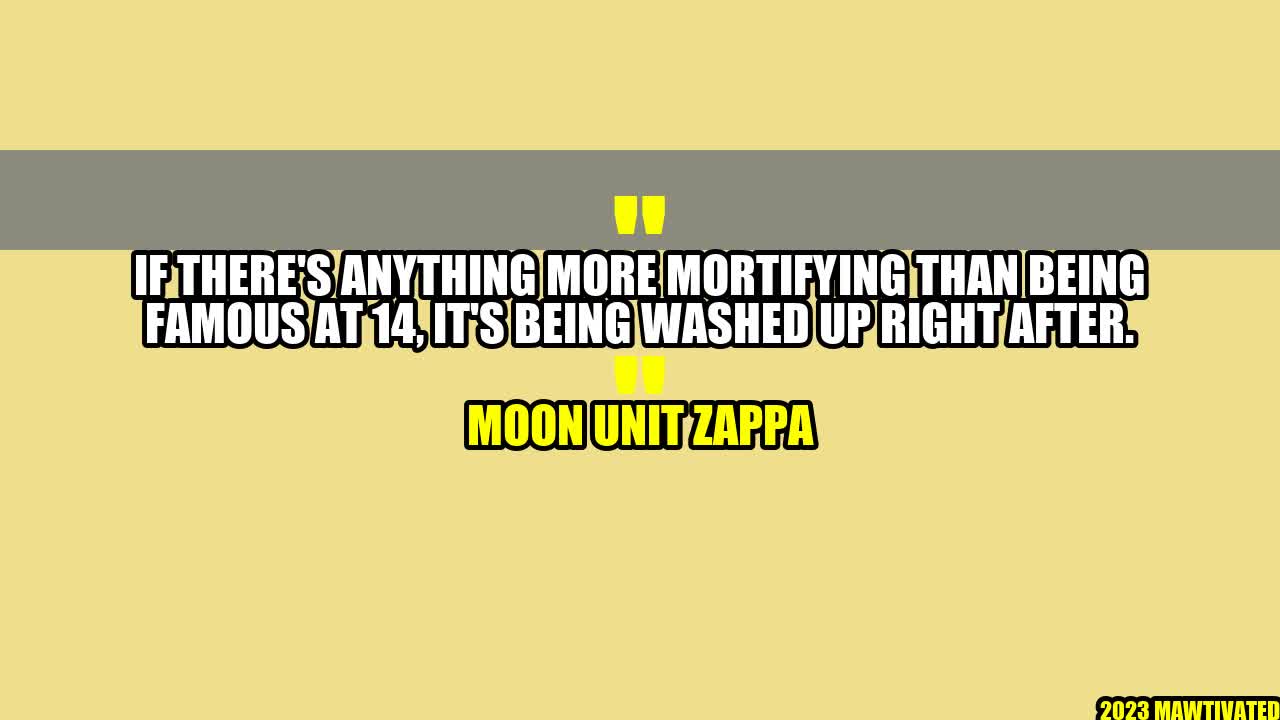 "
IF THERE'S ANYTHING MORE MORTIFYING THAN BEING
FAMOUS AT 14, IT'S BEING WASHED UP RIGHT AFTER.
"
MOON UNIT ZAPPA
2023 MAWTIVATED